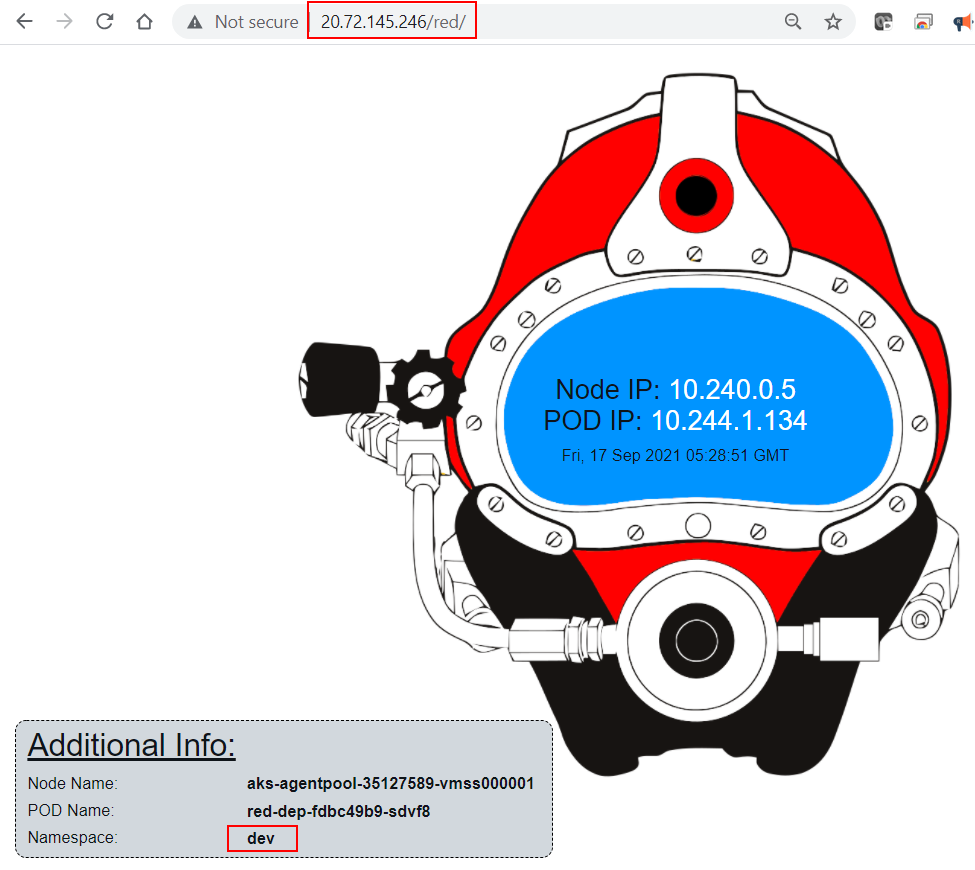 Not secure 20.72.145.246/red/
Node IP: 10.240.0.5
POD IP: 10.244.1.134
Fri, 17 Sep 2021 05:28:51 GMT
Additional Info:
Node Name: aks-agentpool-35127589-vmss000001
POD Name: red-dep-fdbc49b9-sdvf8
Namespace: dev